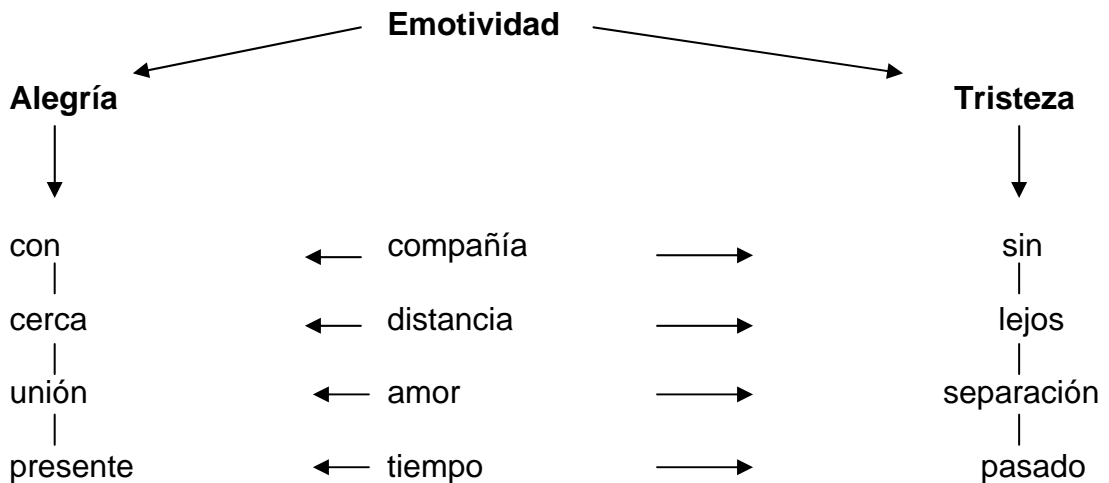 Emotividad
Alegría Tristeza
con compañía sin
cerca distancia lejos
unión amor separación
presente tiempo pasado